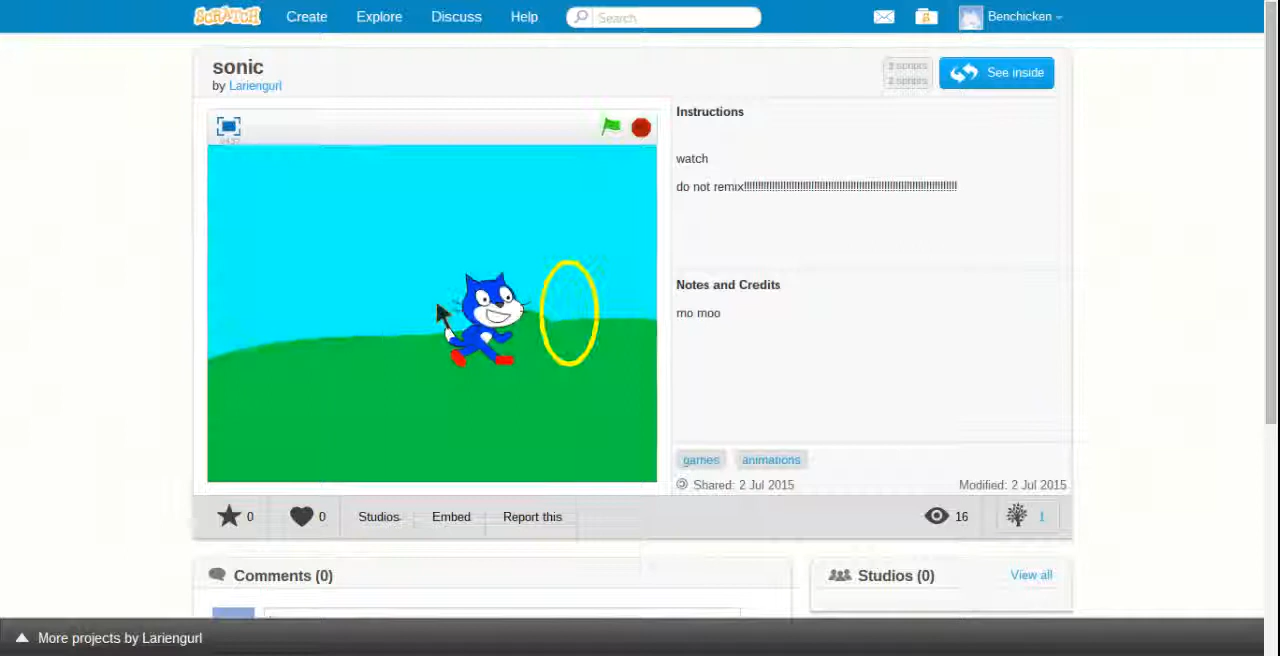 SCRATCH Create Explore Discuss Help Search Benchicken
sonic
by Lariengurl
See inside
Instructions
watch
do not remix!!!!!!!!!!!!!!!!!!!!!!!!!!!!!!!!!!!!!!!!!!!!!!!!!!!!!!!!!!!!!!!!!!!!!!!!!!!!
Notes and Credits
mo moo
games animations
Shared: 2 Jul 2015 Modified: 2 Jul 2015
0 0 Studios Embed Report this 16 1
Comments (0) Studios (0) View all
More projects by Lariengurl